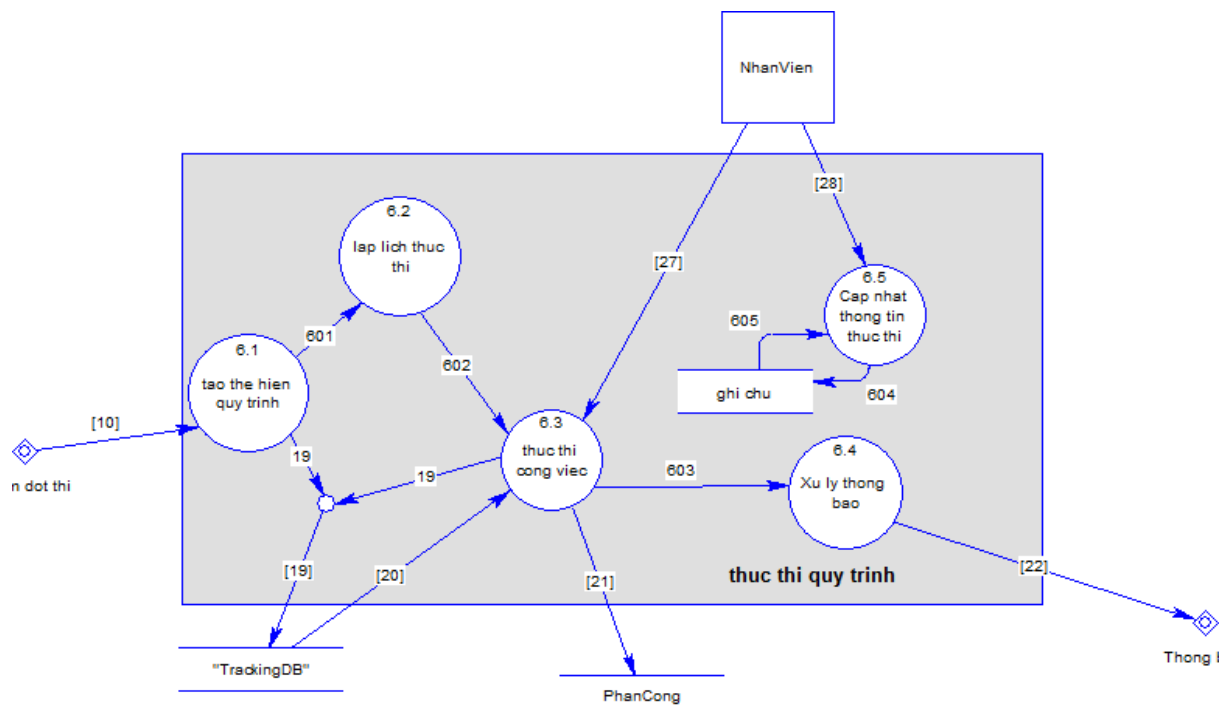 NhanVien
[28]
6.2
lap lich thuc
thi
[27]
6.5
Cap nhat
thong tin
thuc thi
605
601
6.1
tao the hien
quy trinh
602
ghi chu
604
[10]
6.3
thuc thi
cong viec
6.4
Xu ly thong
bao
19
19
603
n dot thi
[19]
[20]
[21]
thuc thi quy trinh
[22]
"TrackingDB"
PhanCong
Thong